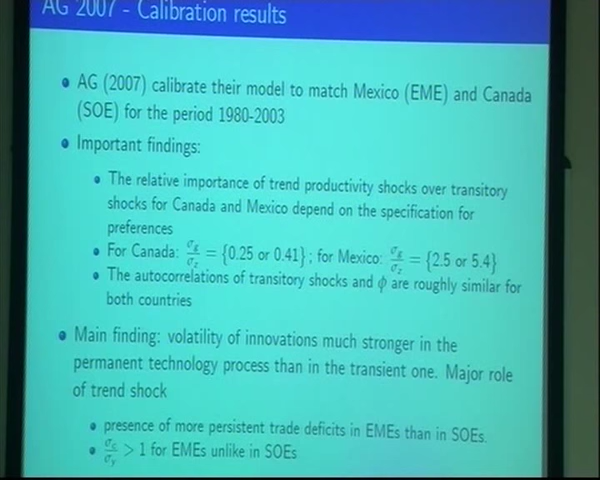 AG 2007 - Calibration results
AG (2007) calibrate their model to match Mexico (EME) and Canada
(SOE) for the period 1980-2003
Important findings:
The relative importance of trend productivity shocks over transitory
shocks for Canada and Mexico depend on the specification for
preferences
For Canada: σg/σz = {0.25 or 0.41}; for Mexico: σg/σz = {2.5 or 5.4}
The autocorrelations of transitory shocks and ϕ are roughly similar for
both countries
Main finding: volatility of innovations much stronger in the
permanent technology process than in the transient one. Major role
of trend shock
presence of more persistent trade deficits in EMEs than in SOEs.
σc/σy > 1 for EMEs unlike in SOEs